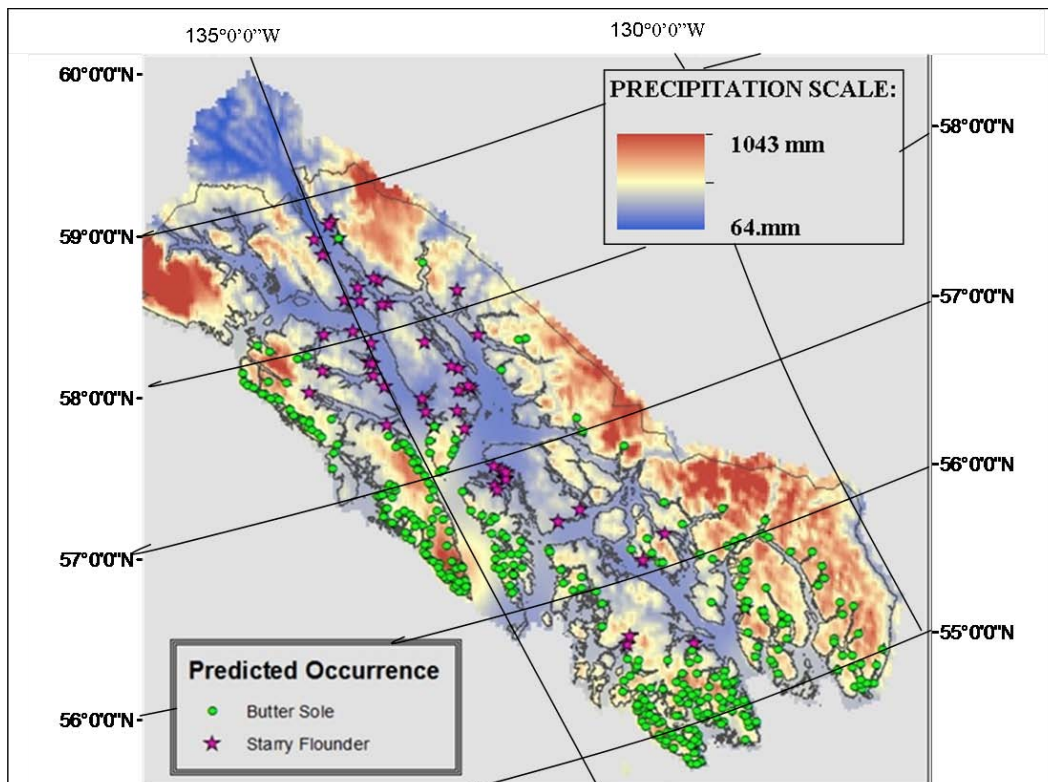 135°0'0"W
130°0'0"W
60°0'0"N
59°0'0"N
58°0'0"N
57°0'0"N
56°0'0"N
PRECIPITATION SCALE:
1043 mm
64.mm
58°0'0"N
57°0'0"N
56°0'0"N
55°0'0"N
Predicted Occurrence
Butter Sole
Starry Flounder